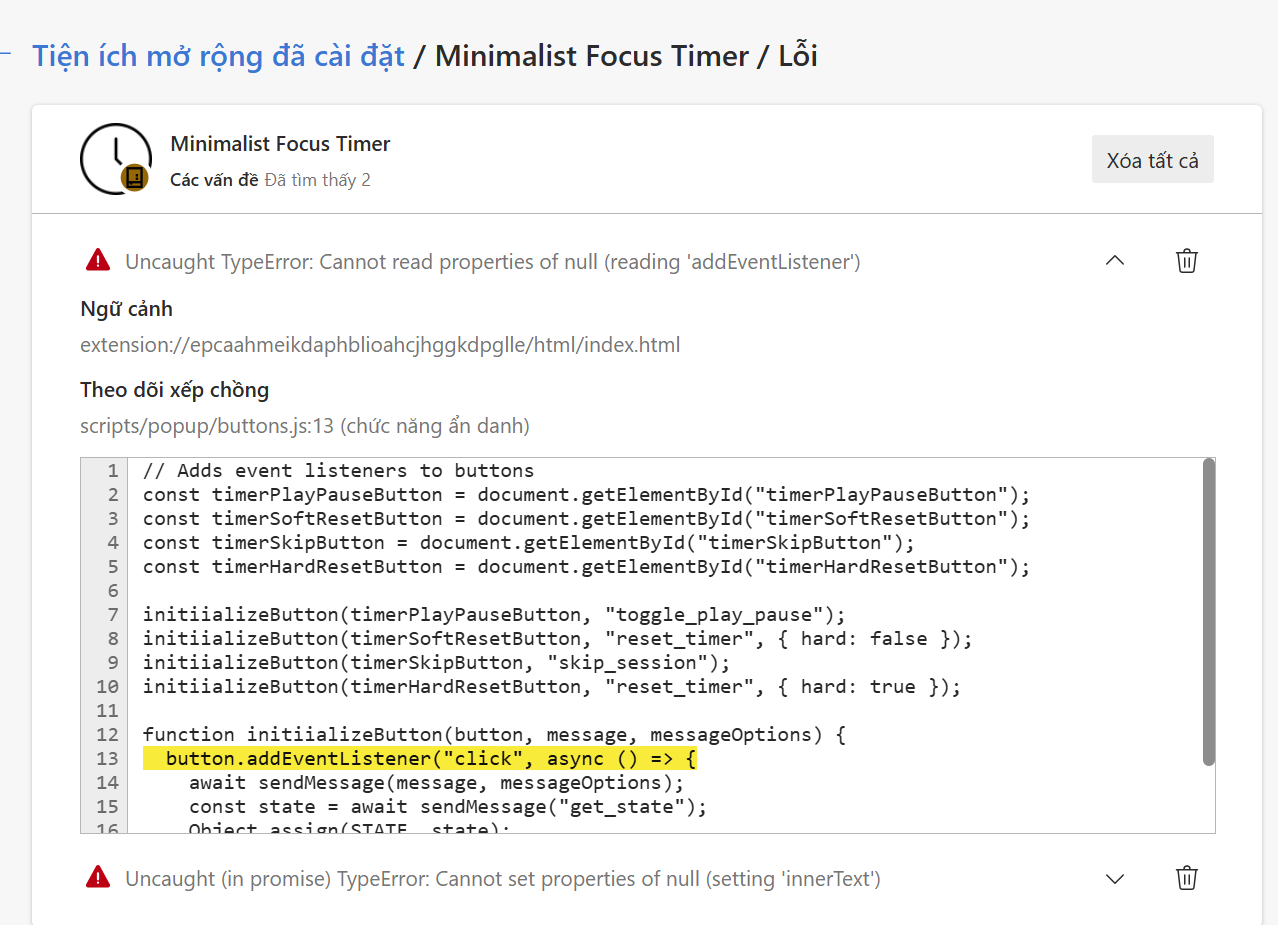 Tiện ích mở rộng đã cài đặt / Minimalist Focus Timer / Lỗi
Minimalist Focus Timer
Các vấn đề Đã tìm thấy 2
Xóa tất cả
Uncaught TypeError: Cannot read properties of null (reading 'addEventListener')
Ngữ cảnh
extension://epcaahmeikdaphblioahcjhggkdpglle/html/index.html
Theo dõi xếp chồng
scripts/popup/buttons.js:13 (chức năng ẩn danh)
1 // Adds event listeners to buttons
2 const timerPlayPauseButton = document.getElementById("timerPlayPauseButton");
3 const timerSoftResetButton = document.getElementById("timerSoftResetButton");
4 const timerSkipButton = document.getElementById("timerSkipButton");
5 const timerHardResetButton = document.getElementById("timerHardResetButton");
6
7 initiializeButton(timerPlayPauseButton, "toggle_play_pause");
8 initiializeButton(timerSoftResetButton, "reset_timer", { hard: false });
9 initiializeButton(timerSkipButton, "skip_session");
10 initiializeButton(timerHardResetButton, "reset_timer", { hard: true });
11
12 function initiializeButton(button, message, messageOptions) {
13 button.addEventListener("click", async () => {
14 await sendMessage(message, messageOptions);
15 const state = await sendMessage("get_state");
16 Object.assign(STATE, state);
Uncaught (in promise) TypeError: Cannot set properties of null (setting 'innerText')